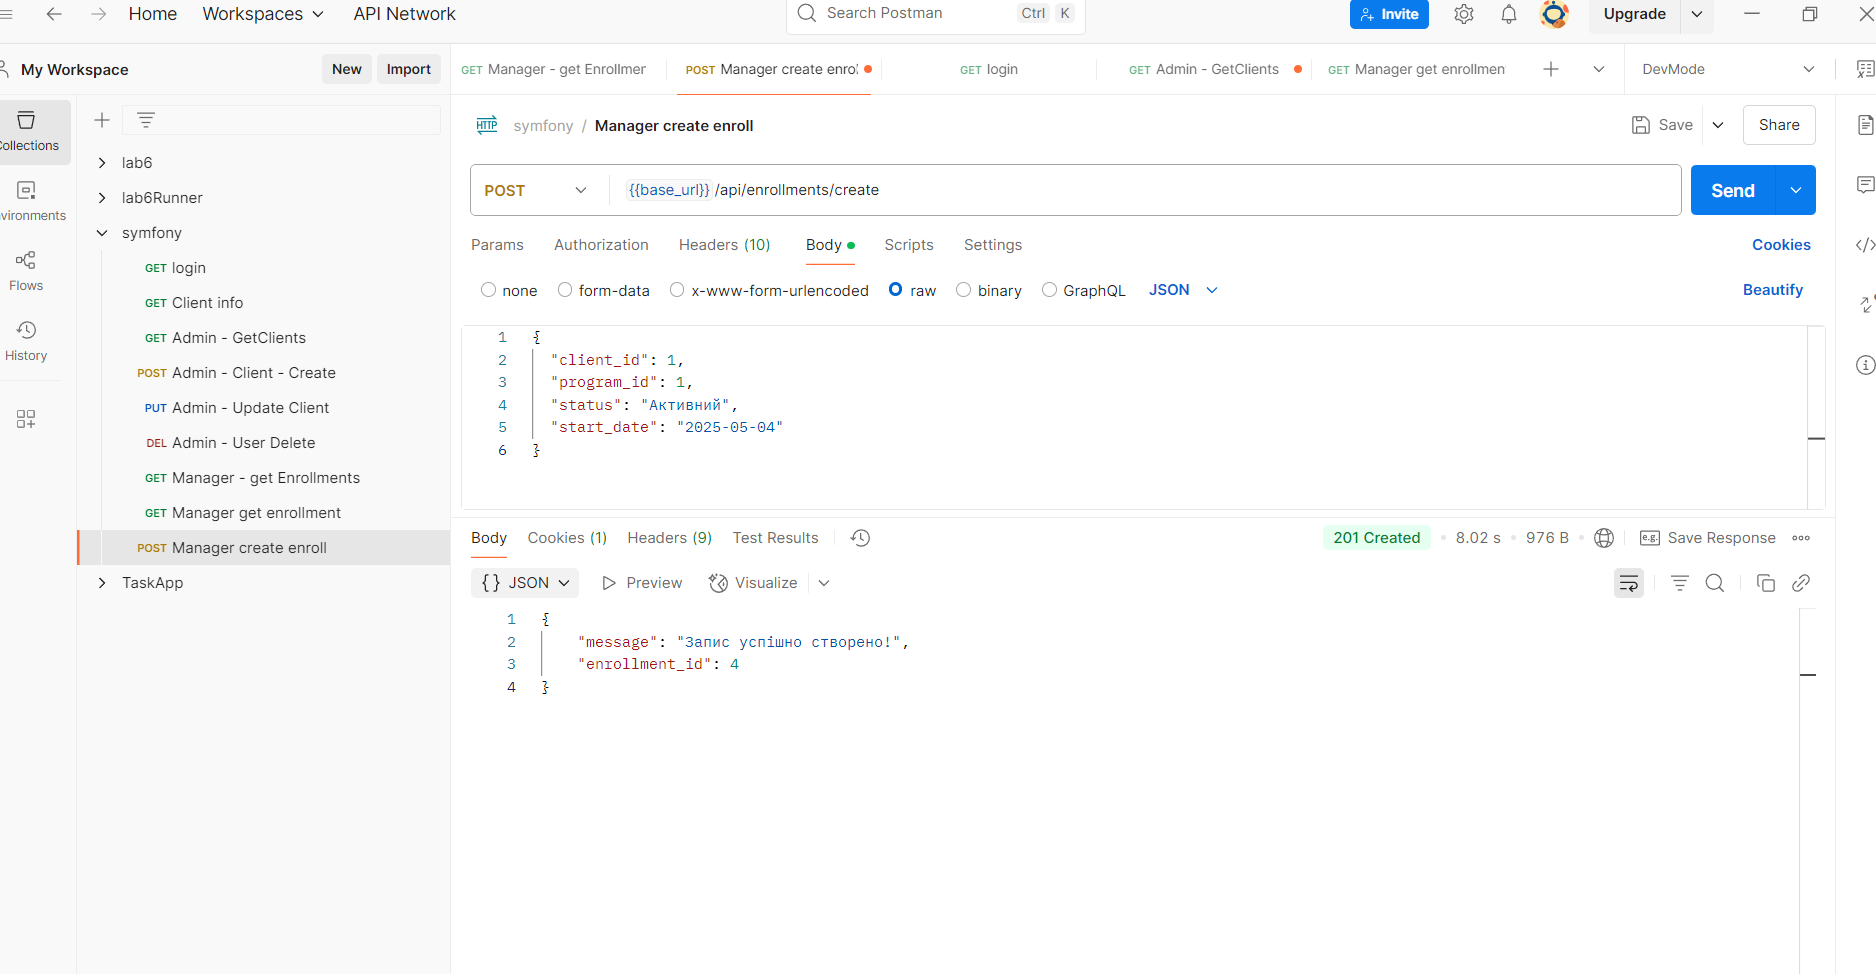 Home Workspaces API Network Search Postman Ctrl K Invite Upgrade
My Workspace New Import GET Manager - get Enrollmer POST Manager create enrol GET login GET Admin - GetClients GET Manager get enrollmen DevMode
symfony / Manager create enroll Save Share
POST {{base_url}} /api/enrollments/create Send
Params Authorization Headers (10) Body Scripts Settings Cookies
none form-data x-www-form-urlencoded raw binary GraphQL JSON Beautify
Collections
Environments
Flows
History
lab6
lab6Runner
symfony
GET login
GET Client info
GET Admin - GetClients
POST Admin - Client - Create
PUT Admin - Update Client
DEL Admin - User Delete
GET Manager - get Enrollments
GET Manager get enrollment
POST Manager create enroll
TaskApp
1 {
2 "client_id": 1,
3 "program_id": 1,
4 "status": "Активний",
5 "start_date": "2025-05-04"
6 }
Body Cookies (1) Headers (9) Test Results 201 Created 8.02 s 976 B e.g. Save Response
{} JSON Preview Visualize
1 {
2 "message": "Запис успішно створено!",
3 "enrollment_id": 4
4 }